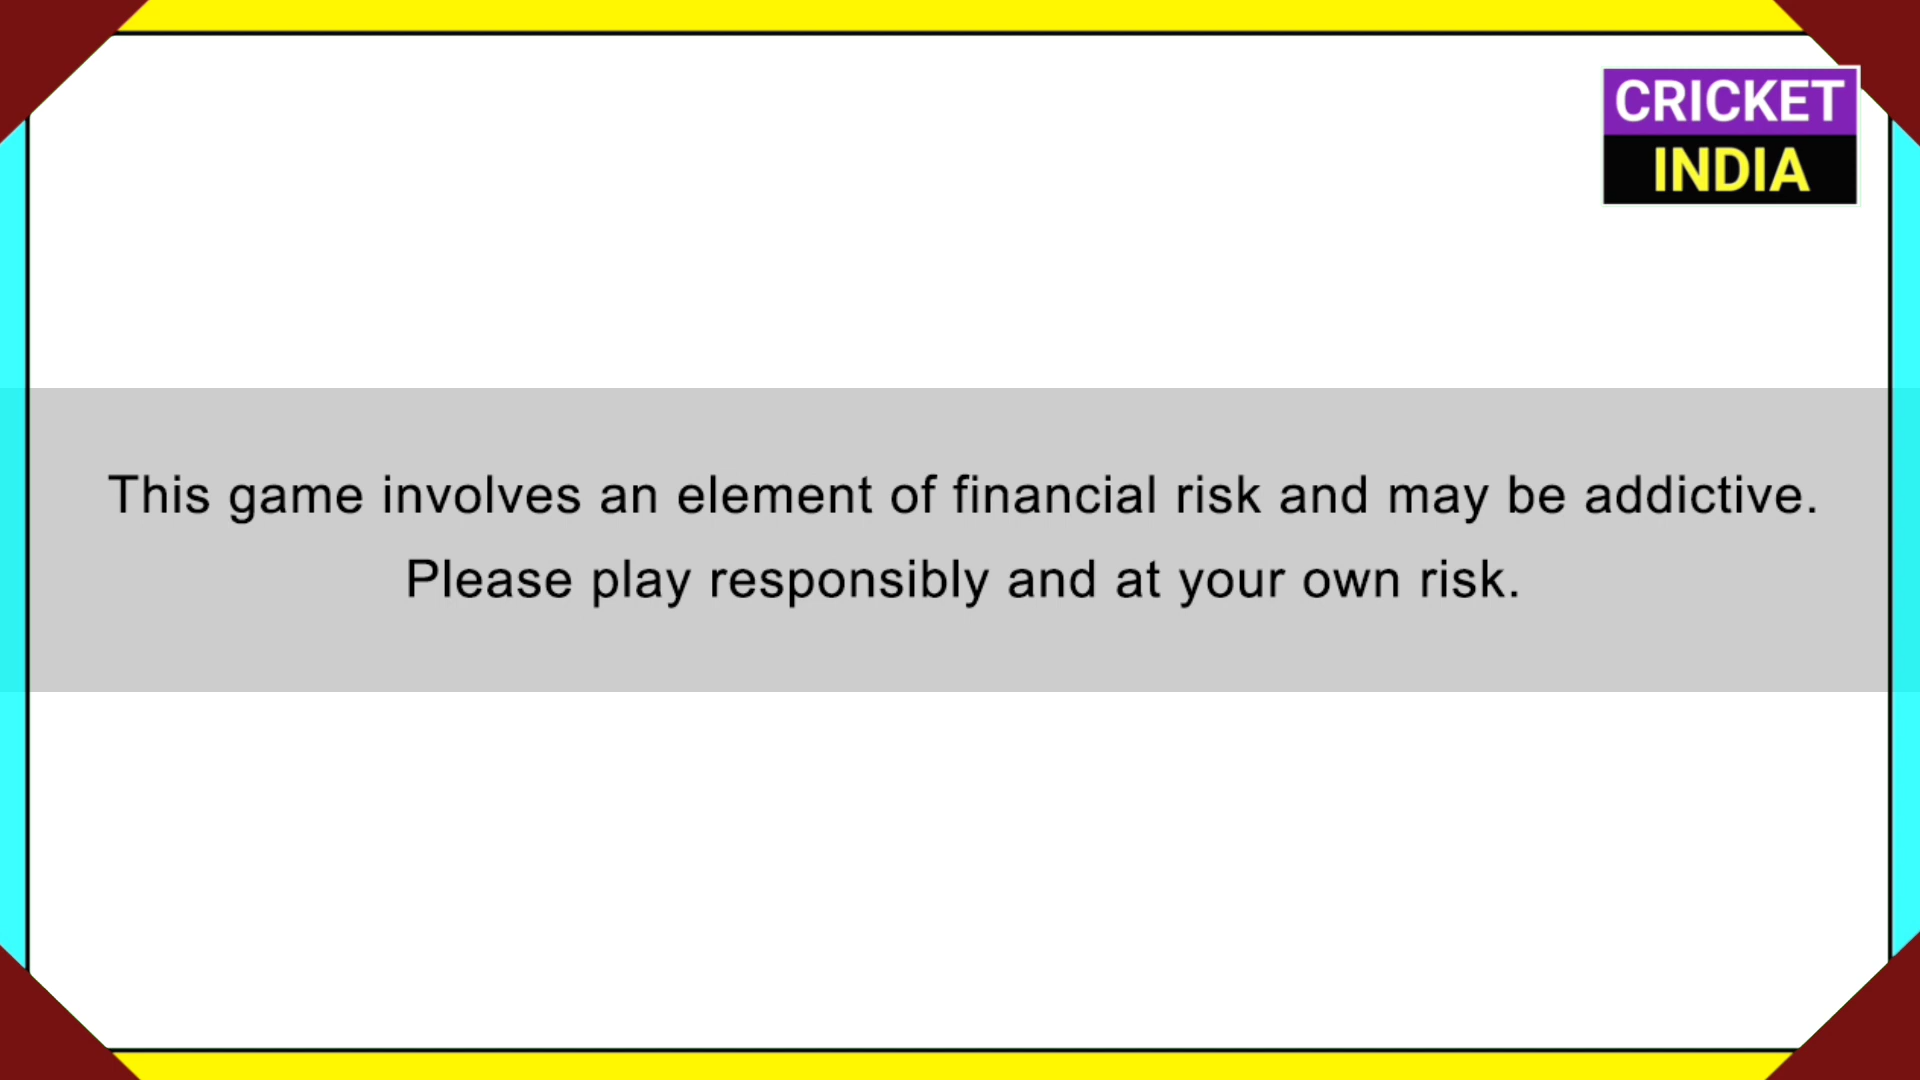 CRICKET
INDIA
This game involves an element of financial risk and may be addictive.
Please play responsibly and at your own risk.